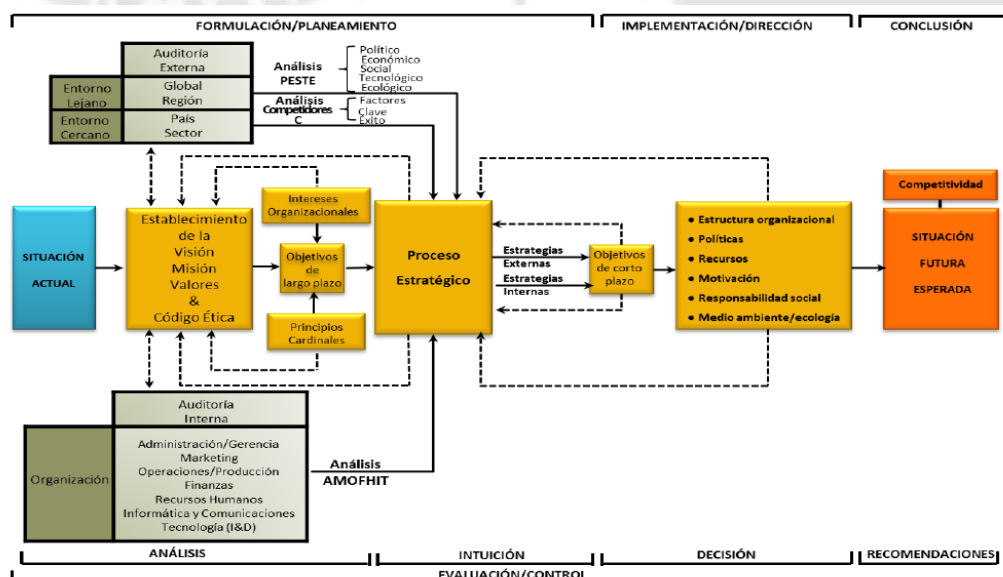 FORMULACIÓN/PLANEAMIENTO
IMPLEMENTACIÓN/DIRECCIÓN
CONCLUSIÓN
Auditoría
Externa
Entorno
Lejano
Global
Región
Entorno
Cercano
País
Sector
Análisis
PESTE
Político
Económico
Social
Tecnológico
Ecológico
Análisis
Competidores
C
Factores
Clave
Éxito
SITUACIÓN
ACTUAL
Establecimiento
de la
Visión
Misión
Valores
&
Código Ética
Intereses
Organizacionales
Objetivos
de
largo plazo
Principios
Cardinales
Proceso
Estratégico
Estrategias
Externas
Estrategias
Internas
Objetivos
de corto
plazo
• Estructura organizacional
• Políticas
• Recursos
• Motivación
• Responsabilidad social
• Medio ambiente/ecología
Competitividad
SITUACIÓN
FUTURA
ESPERADA
Auditoría
Interna
Organización
Administración/Gerencia
Marketing
Operaciones/Producción
Finanzas
Recursos Humanos
Informática y Comunicaciones
Tecnología (I&D)
Análisis
AMOFHIT
ANÁLISIS
INTUICIÓN
DECISIÓN
RECOMENDACIONES
EVALUACIÓN/CONTROL